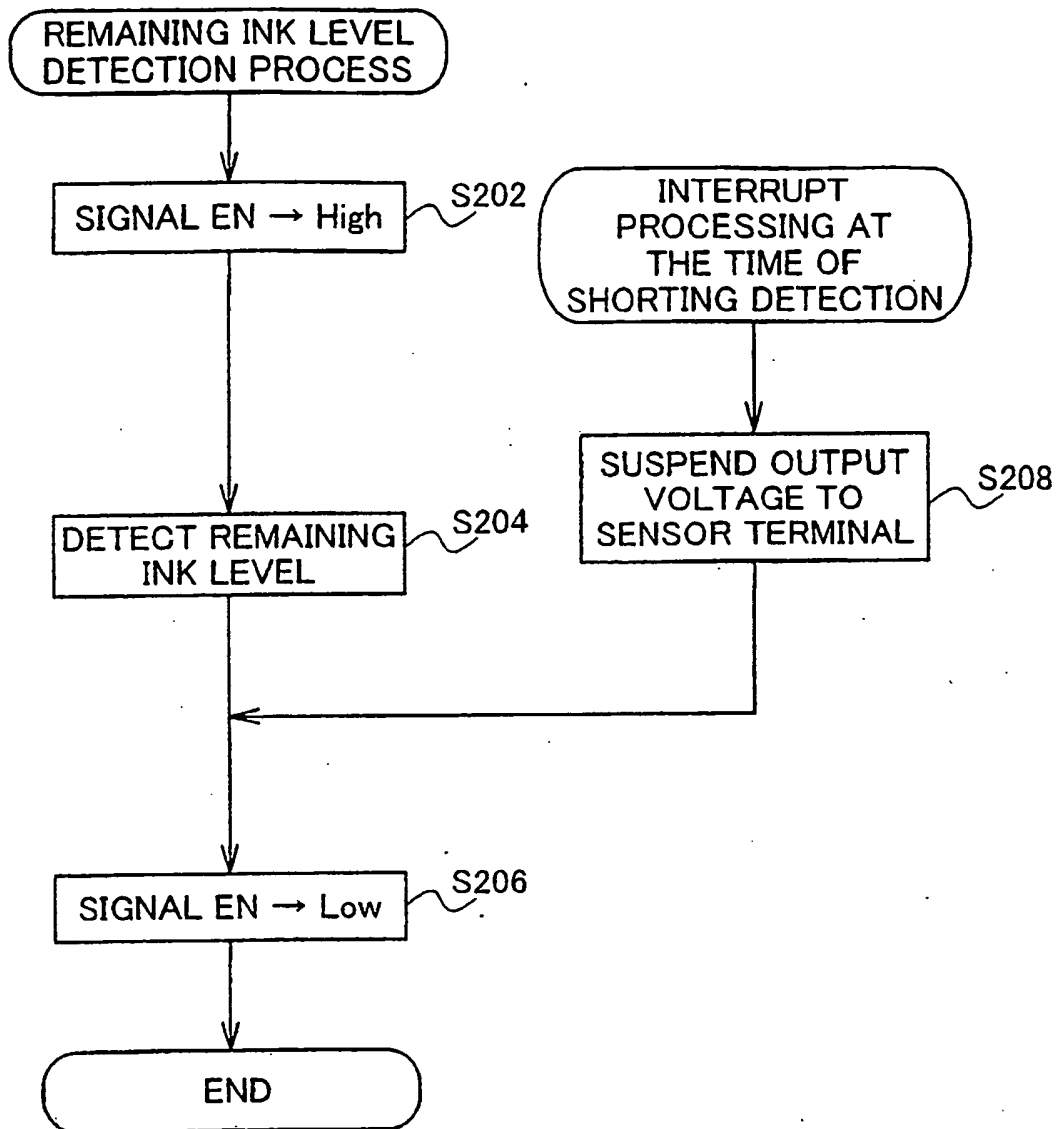 REMAINING INK LEVEL
DETECTION PROCESS
SIGNAL EN → High
S202
INTERRUPT
PROCESSING AT
THE TIME OF
SHORTING DETECTION
DETECT REMAINING
INK LEVEL
S204
SUSPEND OUTPUT
VOLTAGE TO
SENSOR TERMINAL
S208
SIGNAL EN → Low
S206
END